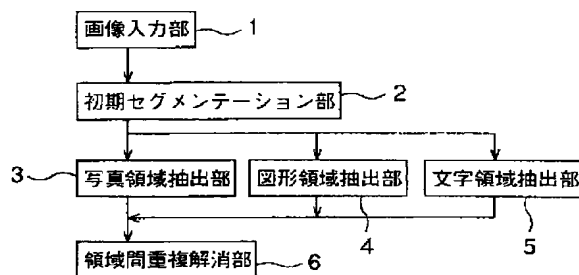 画像入力部 1
初期セグメンテーション部 2
3 写真領域抽出部 図形領域抽出部 文字領域抽出部
4 5
領域間重複解消部 6